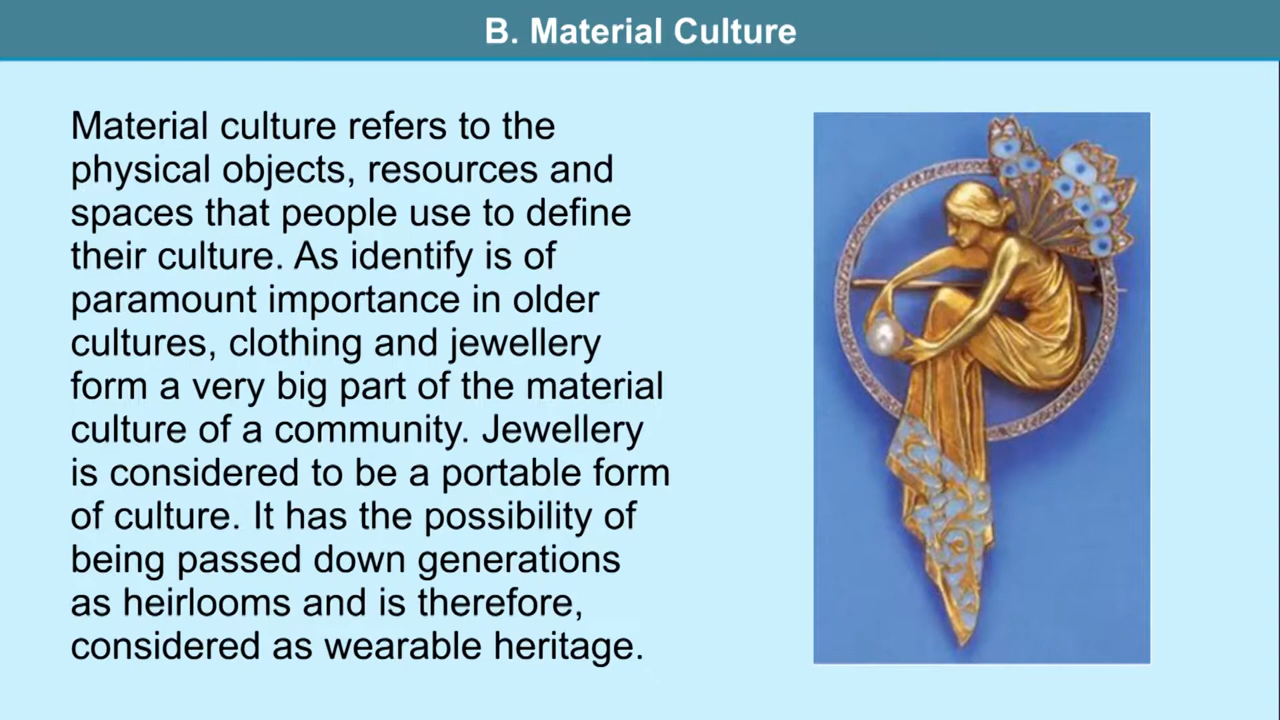 B. Material Culture
Material culture refers to the
physical objects, resources and
spaces that people use to define
their culture. As identify is of
paramount importance in older
cultures, clothing and jewellery
form a very big part of the material
culture of a community. Jewellery
is considered to be a portable form
of culture. It has the possibility of
being passed down generations
as heirlooms and is therefore,
considered as wearable heritage.